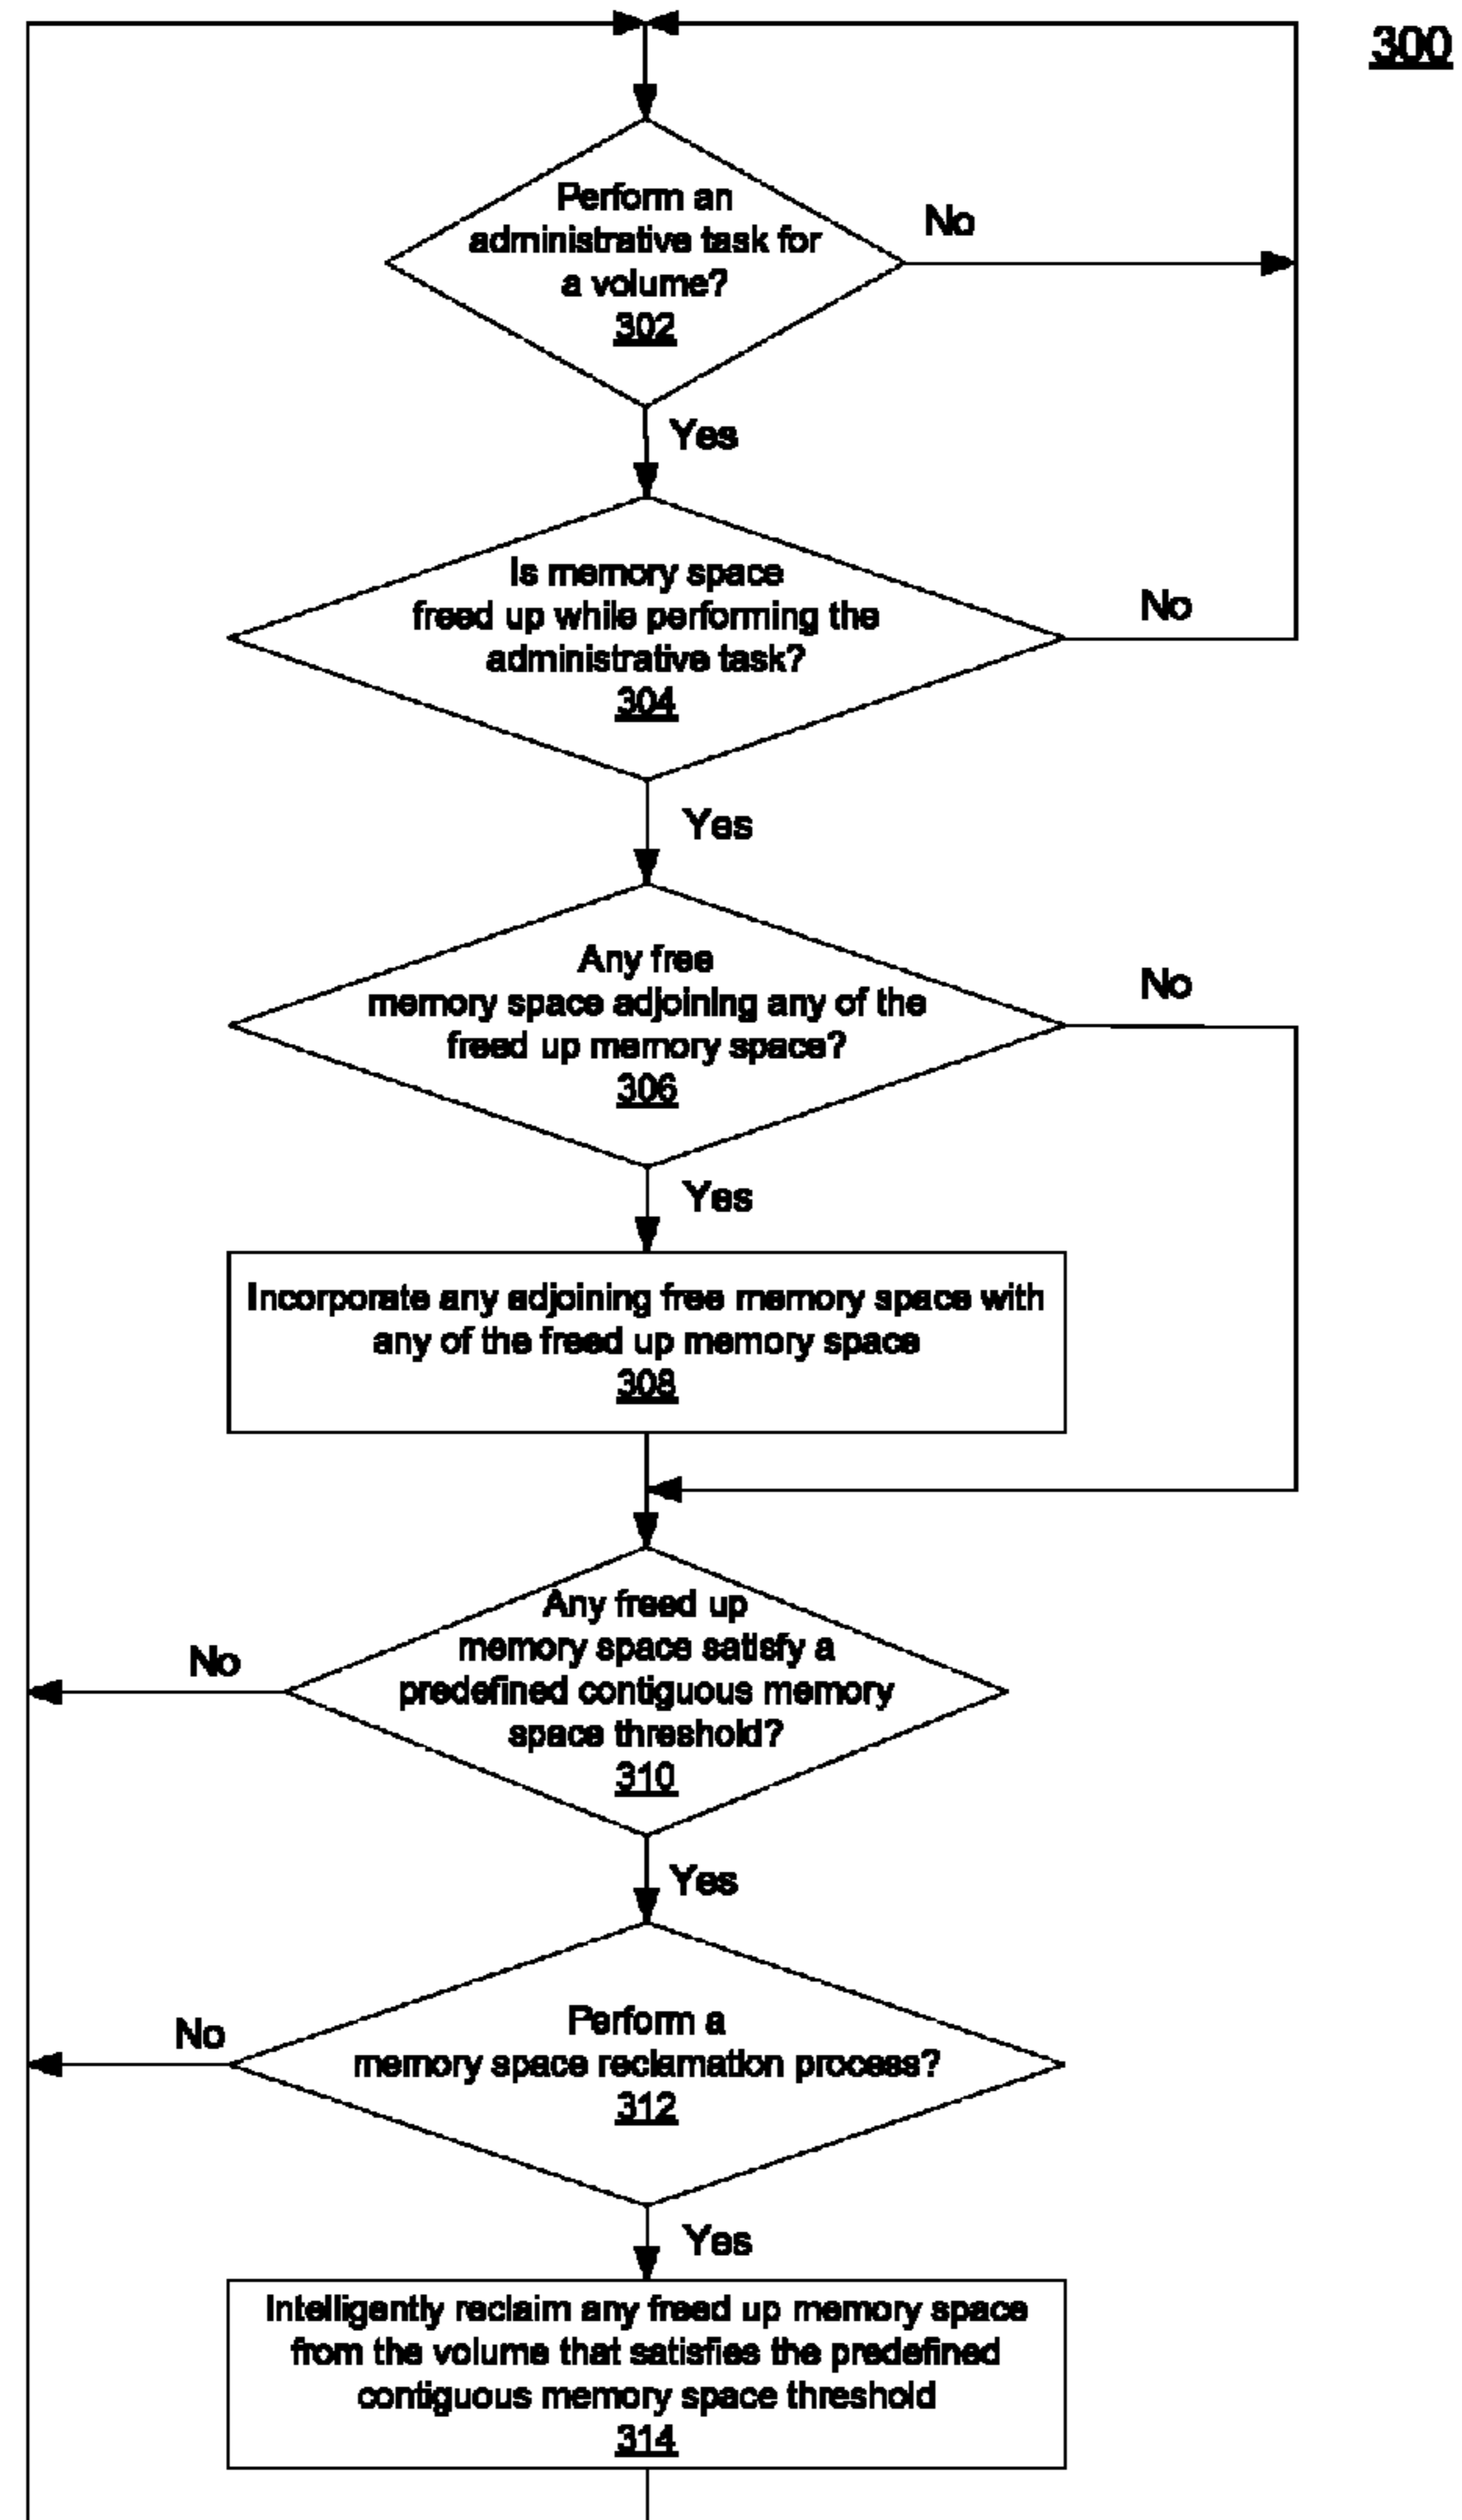 300
Perform an
administrative task for
a volume?
302
No
Yes
Is memory space
freed up while performing the
administrative task?
304
No
Yes
Any free
memory space adjoining any of the
freed up memory space?
306
No
Yes
Incorporate any adjoining free memory space with
any of the freed up memory space
308
Any freed up
memory space satisfy a
predefined contiguous memory
space threshold?
310
No
Yes
Perform a
memory space reclamation process?
312
No
Yes
Intelligently reclaim any freed up memory space
from the volume that satisfies the predefined
contiguous memory space threshold
314